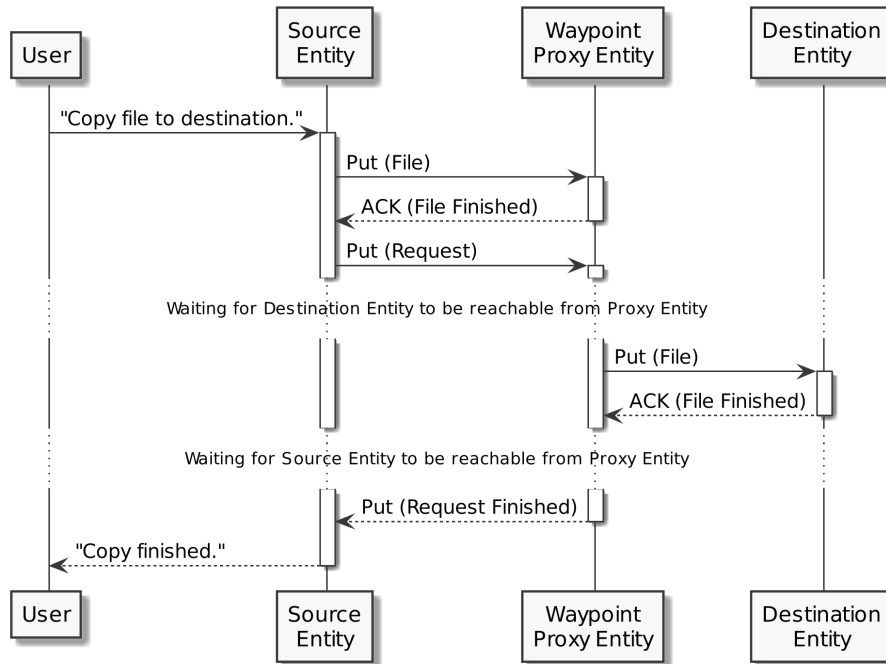 User
Source
Entity
Waypoint
Proxy Entity
Destination
Entity
"Copy file to destination."
Put (File)
ACK (File Finished)
Put (Request)
Waiting for Destination Entity to be reachable from Proxy Entity
Put (File)
ACK (File Finished)
Waiting for Source Entity to be reachable from Proxy Entity
Put (Request Finished)
"Copy finished."
User
Source
Entity
Waypoint
Proxy Entity
Destination
Entity